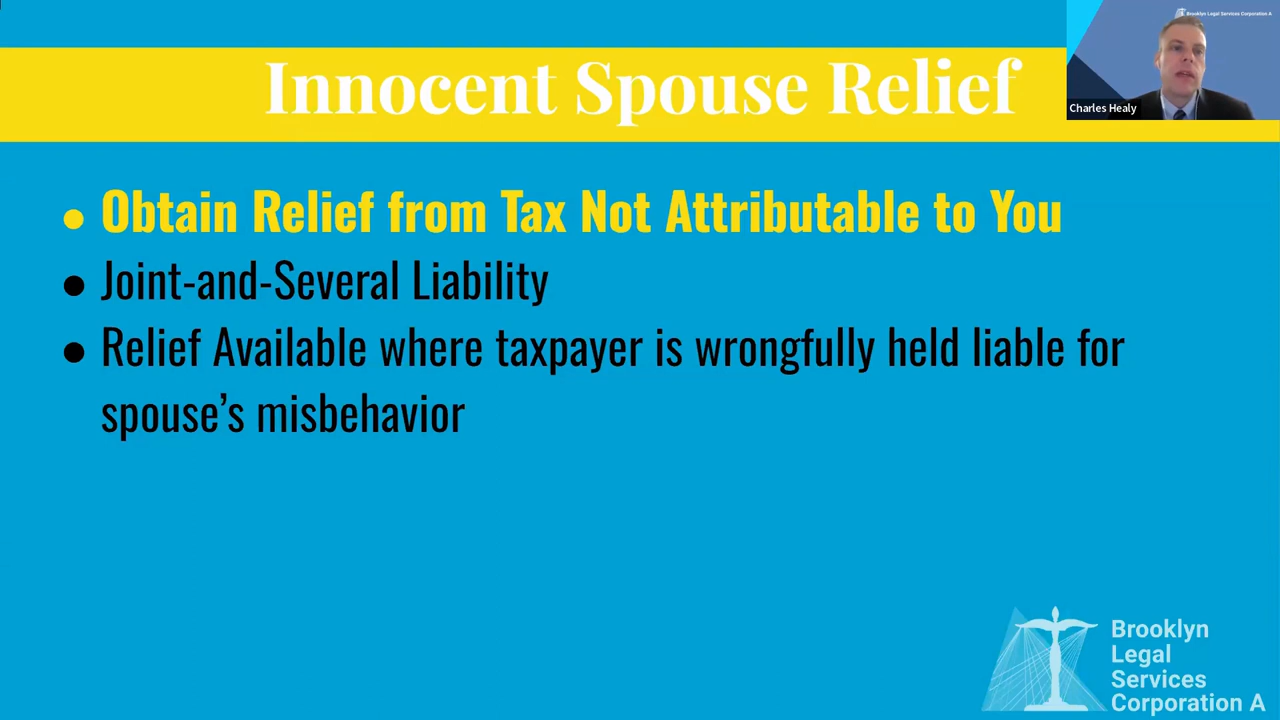 Brooklyn Legal Services Corporation A
Innocent Spouse Relief
Charles Healy
• Obtain Relief from Tax Not Attributable to You
• Joint-and-Several Liability
• Relief Available where taxpayer is wrongfully held liable for
spouse’s misbehavior
Brooklyn
Legal
Services
Corporation A